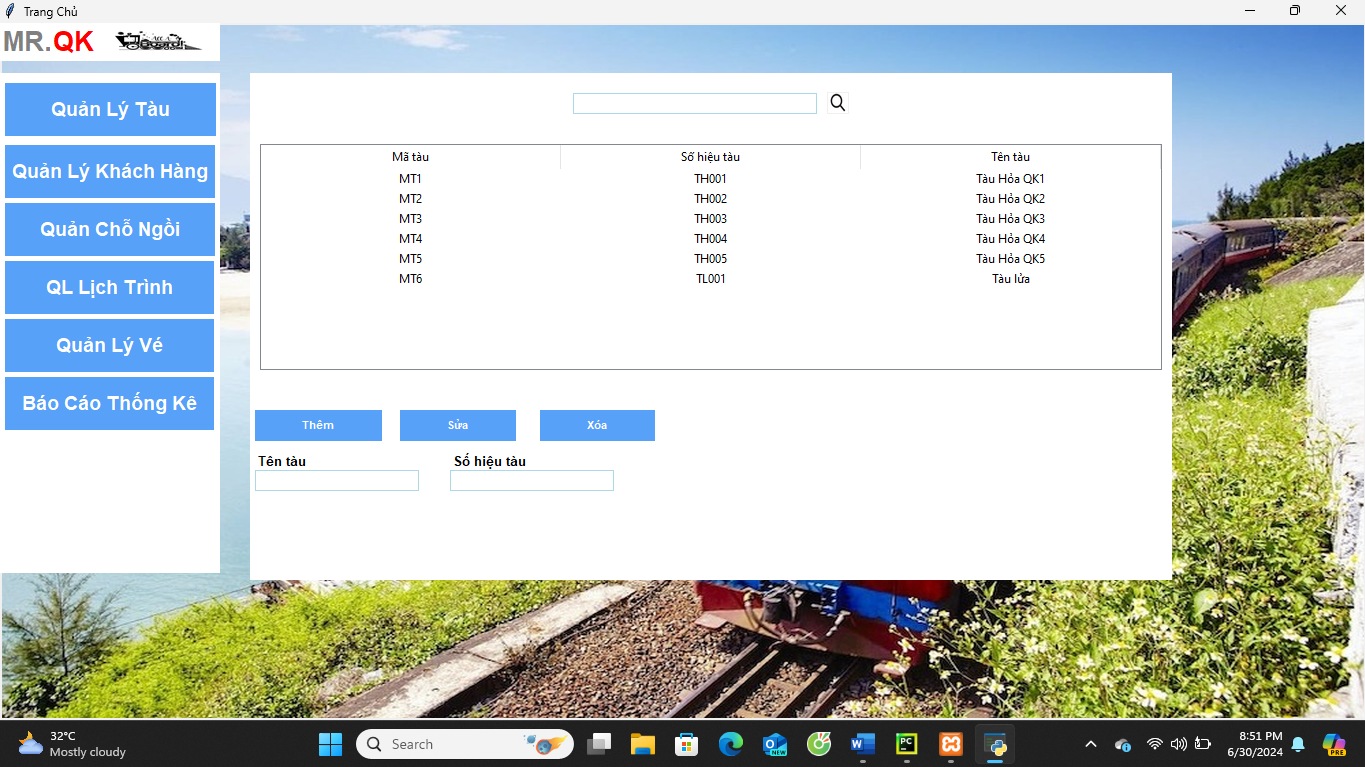 Trang Chủ
MR.QK
Quản Lý Tàu
Quản Lý Khách Hàng
Quản Chỗ Ngồi
QL Lịch Trình
Quản Lý Vé
Báo Cáo Thống Kê
Mã tàu Số hiệu tàu Tên tàu
MT1 TH001 Tàu Hỏa QK1
MT2 TH002 Tàu Hỏa QK2
MT3 TH003 Tàu Hỏa QK3
MT4 TH004 Tàu Hỏa QK4
MT5 TH005 Tàu Hỏa QK5
MT6 TL001 Tàu lửa
Thêm Sửa Xóa
Tên tàu Số hiệu tàu
32°C
Mostly cloudy
Search
NEW
W
PC
PRE
8:51 PM
6/30/2024